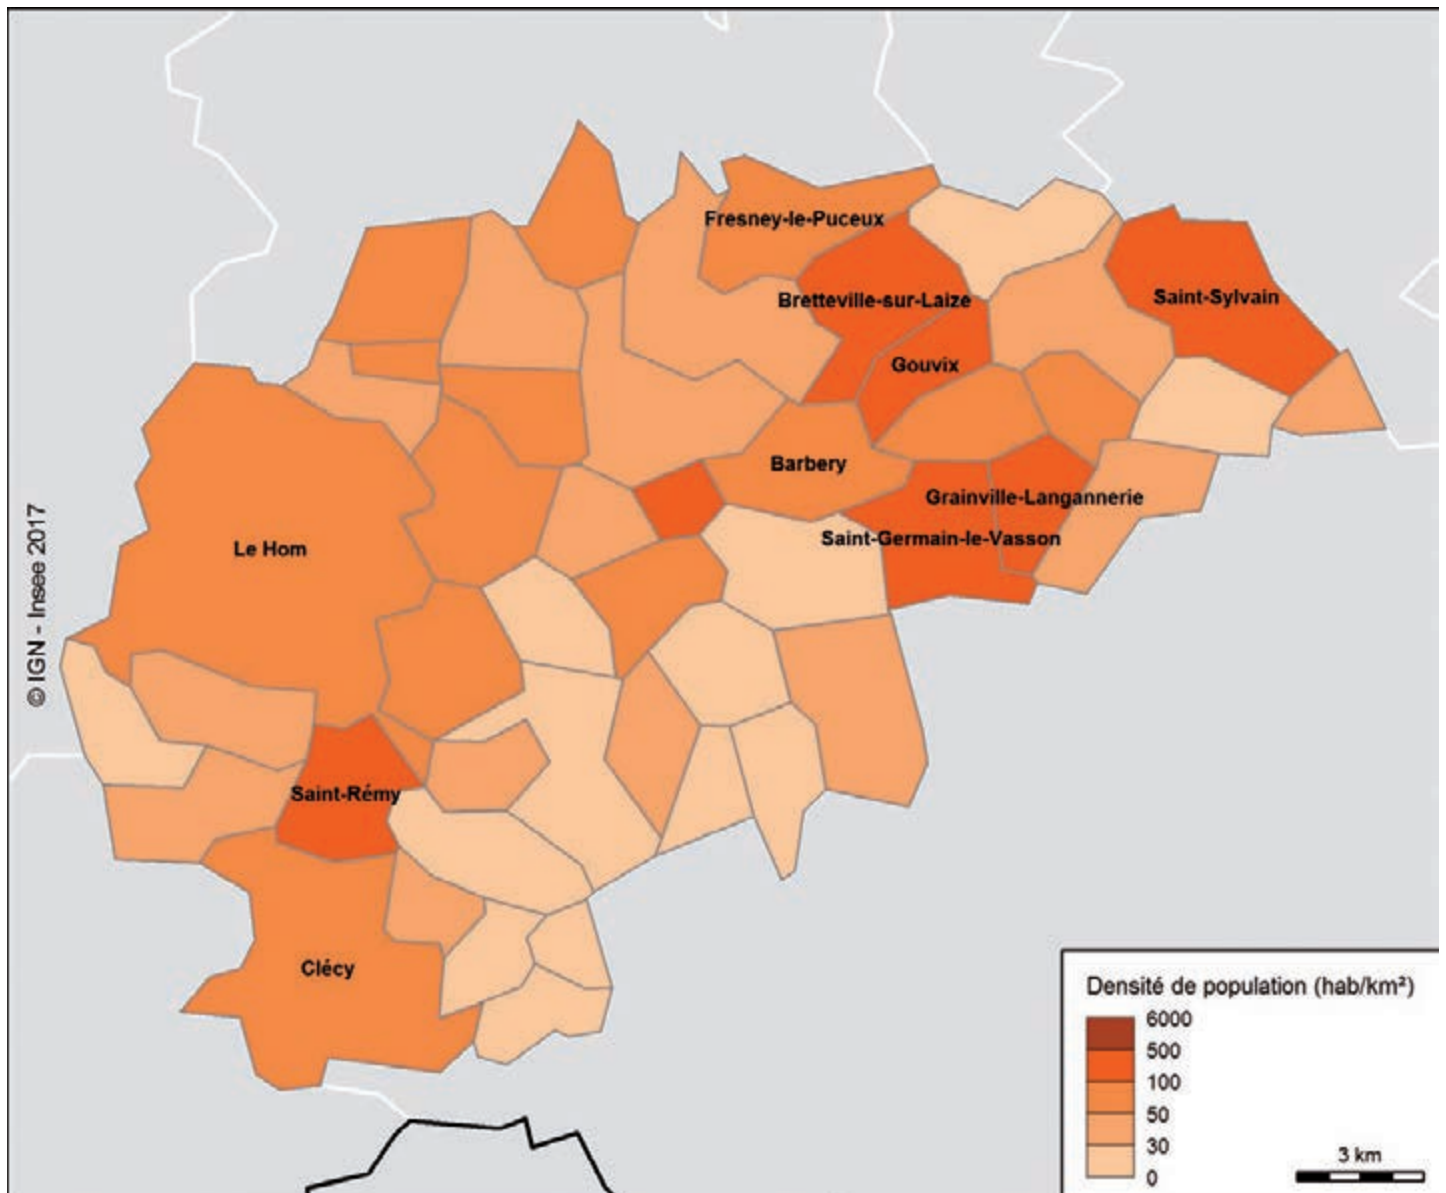 Fresney-le-Puceux
Bretteville-sur-Laize
Saint-Sylvain
Gouvix
Barbery
Grainville-Langannerie
Saint-Germain-le-Vasson
Le Hom
© IGN - Insee 2017
Saint-Rémy
Clécy
Densité de population (hab/km²)
6000
500
100
50
30
0
3 km